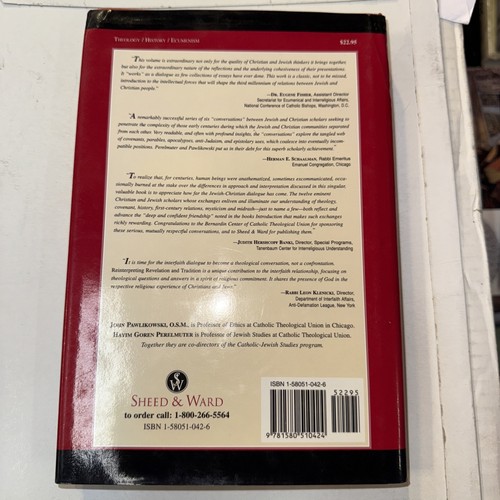 THEOLOGY / HISTORY / ECUMENISM $22.95
"This volume is extraordinary not only for the quality of Christian and Jewish thinkers it brings together
but also for the extraordinary nature of the reflections and the underlying cohesiveness of their presentations.
It "works" as a dialogue as few collections of essays have ever done. This work is a classic, not to be missed,
introduction to the intellectual forces that will shape the third millennium of relations between Jewish and
Christian people."
—DR. EUGENE FISHER, Assistant Director
Secretariat for Ecumenical and Interreligious Affairs,
National Conference of Catholic Bishops, Washington, D.C.
"A remarkably successful series of six "conversations" between Jewish and Christian scholars seeking to
penetrate the complexity of those early centuries during which the Jewish and Christian communities separated
from each other. Very readable, and often with profound insights, the "conversations" explore the tangled web
of covenants, parables, apocalypses, anti-Judaism, and epistolary uses, which coalesce into eventually incom-
patible positions. Perelmuter and Pawlikowski put us in their debt for this superb scholarly achievement."
—HERMAN E. SCHAALMAN, Rabbi Emeritus
Emanuel Congregation, Chicago
"To realize that, for centuries, human beings were anathematized, sometimes excommunicated, occa-
sionally burned at the stake over the differences in approach and interpretation discussed in this singular,
valuable book is to appreciate how far the Jewish Christian dialogue has come. The twelve eminent
Christian and Jewish scholars whose exchanges enliven and illuminate our understanding of theology,
covenant, history, first-century relations, mysticism and midrash—just to name a few—both reflect and
advance the "deep and confident friendship" noted in the books Introduction that makes such exchanges
richly rewarding. Congratulations to the Bernardin Center of Catholic Theological Union for sponsoring
these serious, mutually respectful conversations, and to Sheed & Ward for publishing them."
—JUDITH HERSHCOPF BANKI, Director, Special Programs,
Tanenbaum Center for Interreligious Understanding
"It is time for the interfaith dialogue to become a theological conversation, not a confrontation.
Reinterpreting Revelation and Tradition is a unique contribution to the interfaith relationship, focusing on
theological questions and answers in a spirit of religious commitment. It shares the presence of God in the
respective religious experience of Christians and Jews"
—RABBI LEON KLENICKI, Director,
Department of Interfaith Affairs,
Anti-Defamation League, New York
JOHN PAWLIKOWSKI, O.S.M., is Professor of Ethics at Catholic Theological Union in Chicago.
HAYIM GOREN PERELMUTER is Professor of Jewish Studies at Catholic Theological Union.
Together they are co-directors of the Catholic-Jewish Studies program.
SHEED & WARD
to order call: 1-800-266-5564
ISBN 1-58051-042-6
ISBN 1-58051-042-6
52295
9 781580 510424